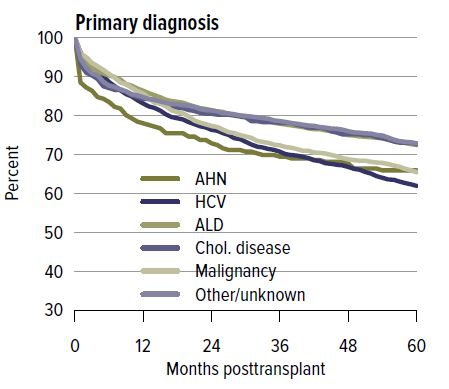 Primary diagnosis
100
90
80
70
60
50
40
30
Percent
AHN
HCV
ALD
Chol. disease
Malignancy
Other/unknown
0 12 24 36 48 60
Months posttransplant